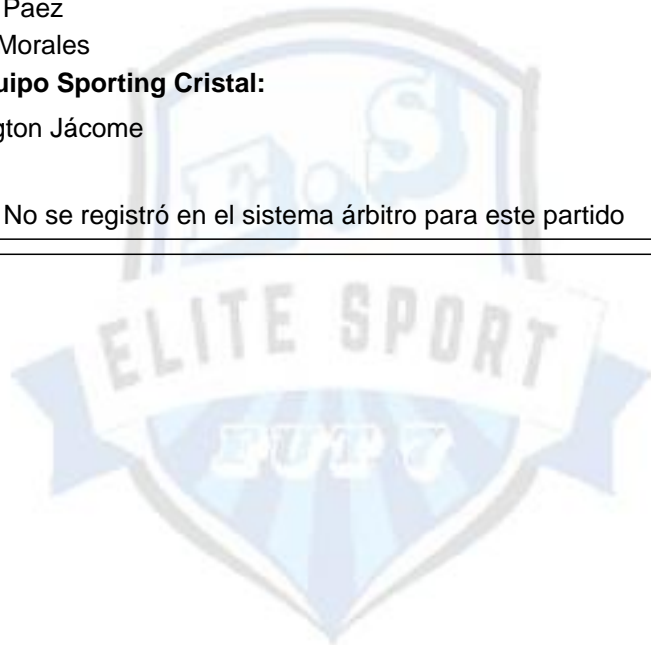 Paez
Morales
uipo Sporting Cristal:
gton Jácome
No se registró en el sistema árbitro para este partido
E.S
ELITE SPORT
FUT 7